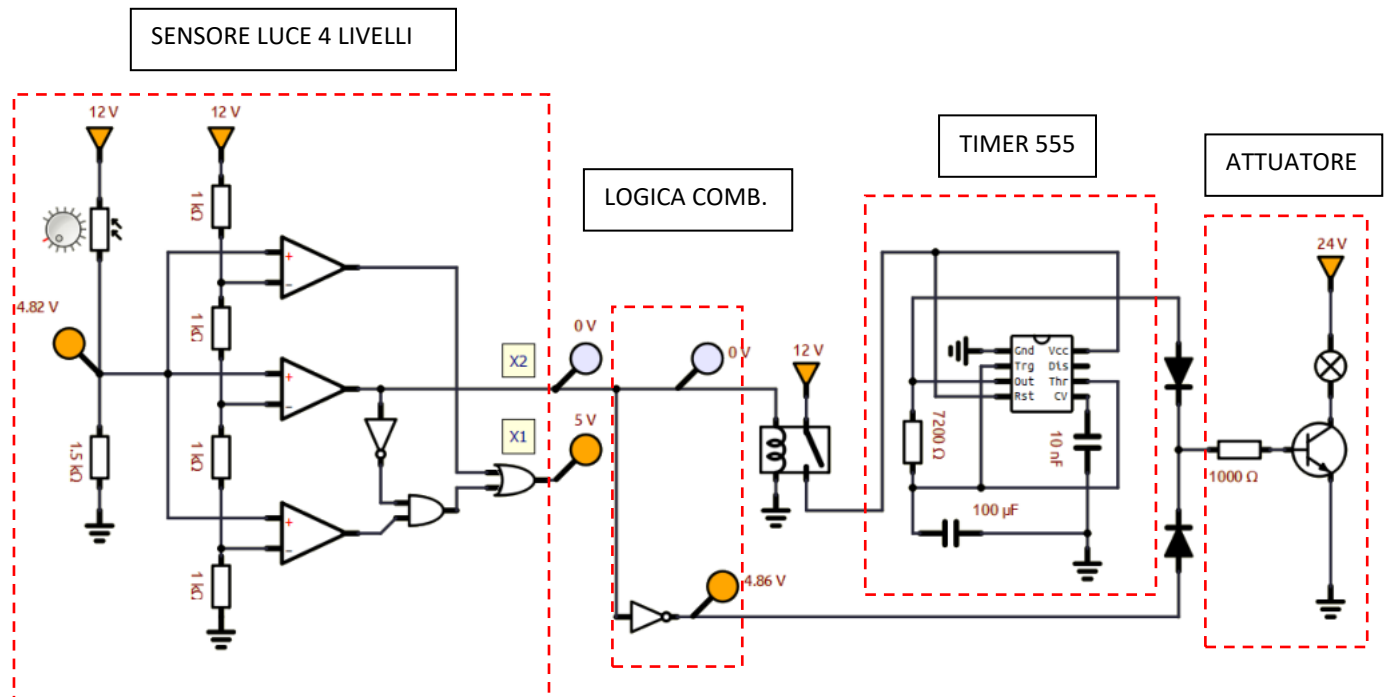 SENSORE LUCE 4 LIVELLI
12 V
12 V
TIMER 555
ATTUATORE
LOGICA COMB.
1 kΩ
24 V
4.82 V
1 kΩ
0 V
0 V
12 V
X2
Gnd Vcc
Trg Dis
Out Thr
Rst CV
5 V
X1
7200 Ω
10 nF
1.5 kΩ
1 kΩ
1000 Ω
100 µF
1 kΩ
4.86 V
+
−
+
−
+
−